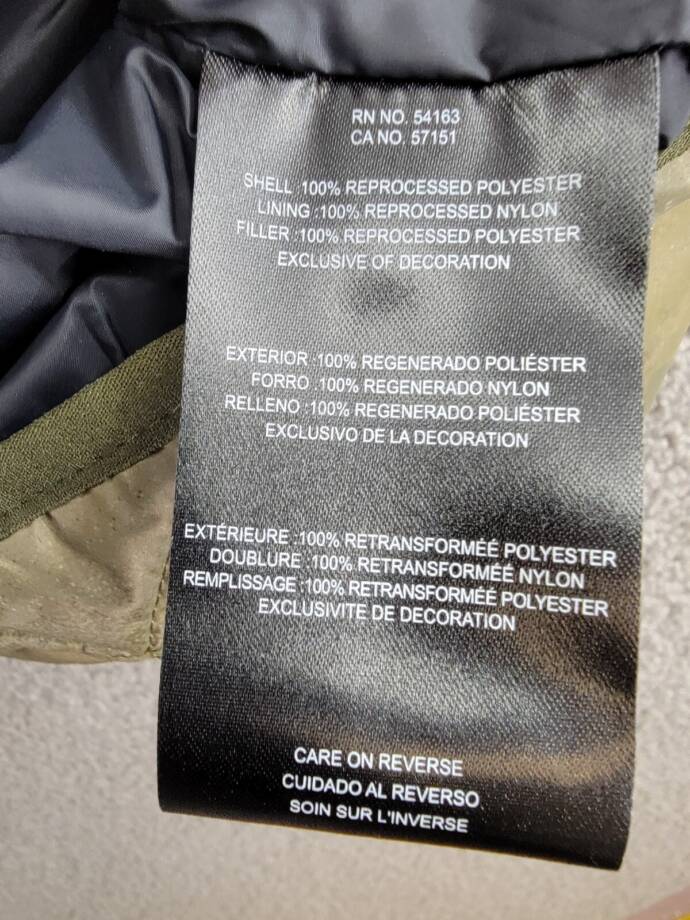 RN NO. 54163
CA NO. 57151
SHELL :100% REPROCESSED POLYESTER
LINING :100% REPROCESSED NYLON
FILLER :100% REPROCESSED POLYESTER
EXCLUSIVE OF DECORATION
EXTERIOR :100% REGENERADO POLIÉSTER
FORRO :100% REGENERADO NYLON
RELLENO :100% REGENERADO POLIÉSTER
EXCLUSIVO DE LA DECORATION
EXTÉRIEURE :100% RETRANSFORMÉÉ POLYESTER
DOUBLURE :100% RETRANSFORMÉÉ NYLON
REMPLISSAGE :100% RETRANSFORMÉÉ POLYESTER
EXCLUSIVITE DE DECORATION
CARE ON REVERSE
CUIDADO AL REVERSO
SOIN SUR L'INVERSE